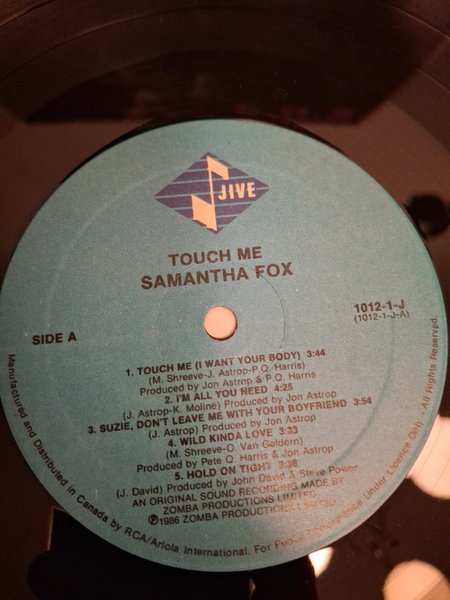 JIVE
TOUCH ME
SAMANTHA FOX
1012-1-J
(1012-1-J-A)
SIDE A
1. TOUCH ME (I WANT YOUR BODY) 3:44
(M. Shreeve-J. Astrop-P.Q. Harris)
Produced by Jon Astrop & P.Q. Harris
2. I'M ALL YOU NEED 4:25
(J. Astrop-K. Moline) Produced by Jon Astrop
3. SUZIE, DON'T LEAVE ME WITH YOUR BOYFRIEND 3:54
(J. Astrop) Produced by Jon Astrop
4. WILD KINDA LOVE 3:33
(M. Shreeve-O. Van Geldern)
Produced by Pete Q. Harris & Jon Astrop
5. HOLD ON TIGHT 3:36
(J. David) Produced by John David & Steve Power
AN ORIGINAL SOUND RECORDING MADE BY
ZOMBA PRODUCTIONS LIMITED
℗1986 ZOMBA PRODUCTIONS
Manufactured and Distributed in Canada by RCA/Ariola International. For Public Performance Under Licence Only. All Rights Reserved.